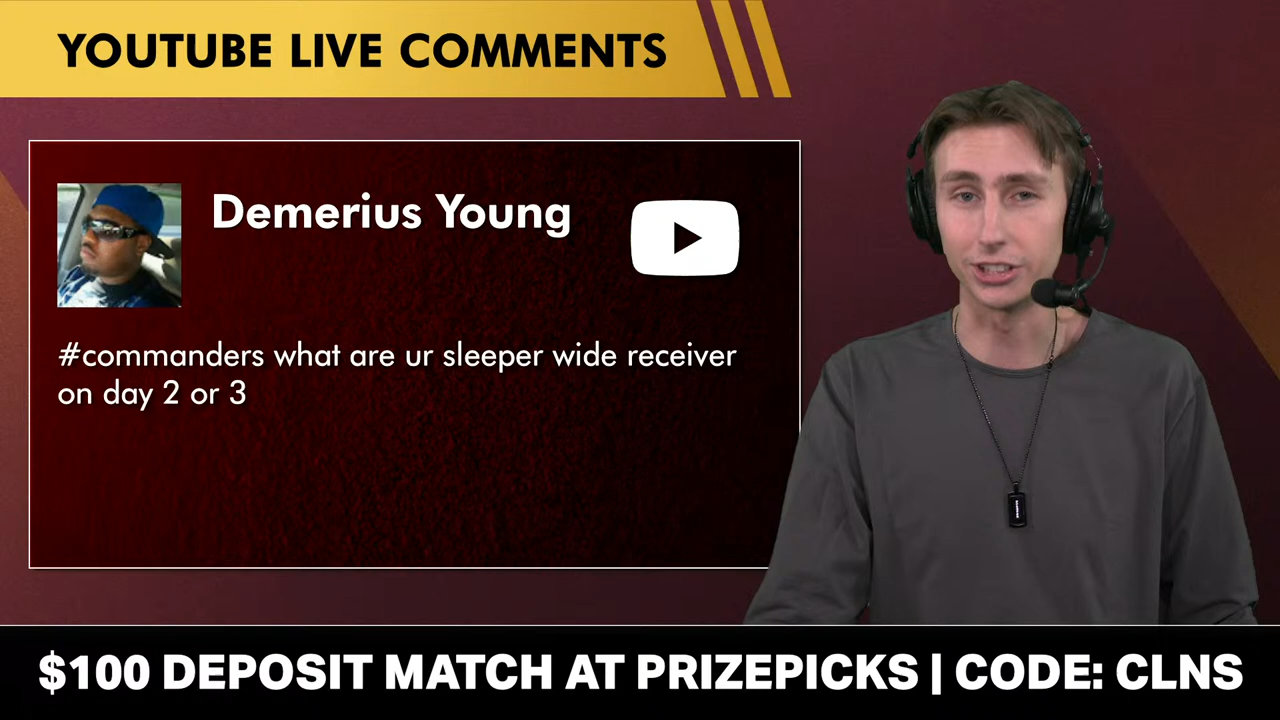 YOUTUBE LIVE COMMENTS
Demerius Young
#commanders what are ur sleeper wide receiver
on day 2 or 3
$100 DEPOSIT MATCH AT PRIZEPICKS | CODE: CLNS